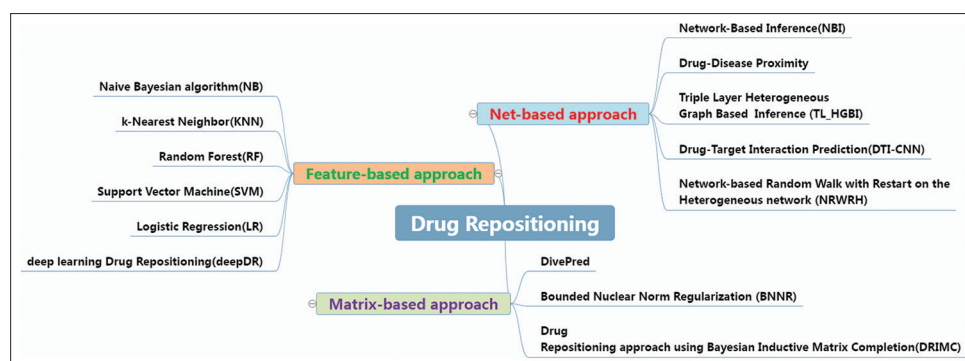 Drug Repositioning
Feature-based approach
Naive Bayesian algorithm(NB)
k-Nearest Neighbor(KNN)
Random Forest(RF)
Support Vector Machine(SVM)
Logistic Regression(LR)
deep learning Drug Repositioning(deepDR)
Net-based approach
Network-Based Inference(NBI)
Drug-Disease Proximity
Triple Layer Heterogeneous
Graph Based Inference (TL_HGBI)
Drug-Target Interaction Prediction(DTI-CNN)
Network-based Random Walk with Restart on the
Heterogeneous network (NRWRH)
Matrix-based approach
DivePred
Bounded Nuclear Norm Regularization (BNNR)
Drug
Repositioning approach using Bayesian Inductive Matrix Completion(DRIMC)